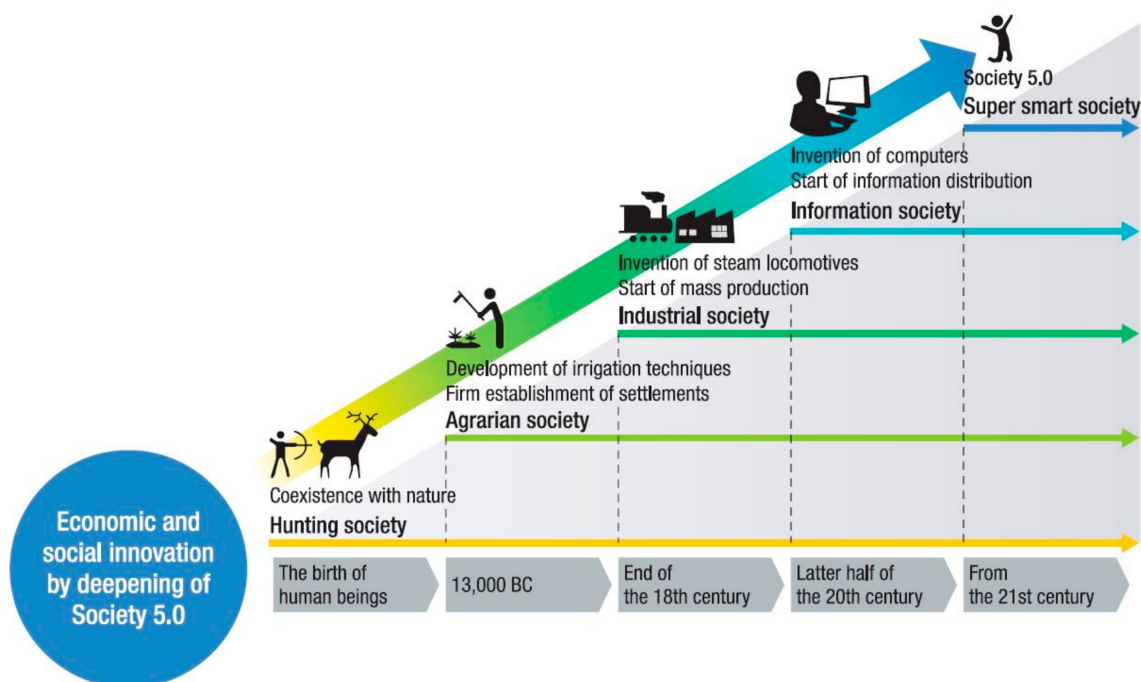 Society 5.0
Super smart society
Invention of computers
Start of information distribution
Information society
Invention of steam locomotives
Start of mass production
Industrial society
Development of irrigation techniques
Firm establishment of settlements
Agrarian society
Coexistence with nature
Hunting society
Economic and
social innovation
by deepening of
Society 5.0
The birth of
human beings
13,000 BC
End of
the 18th century
Latter half of
the 20th century
From
the 21st century